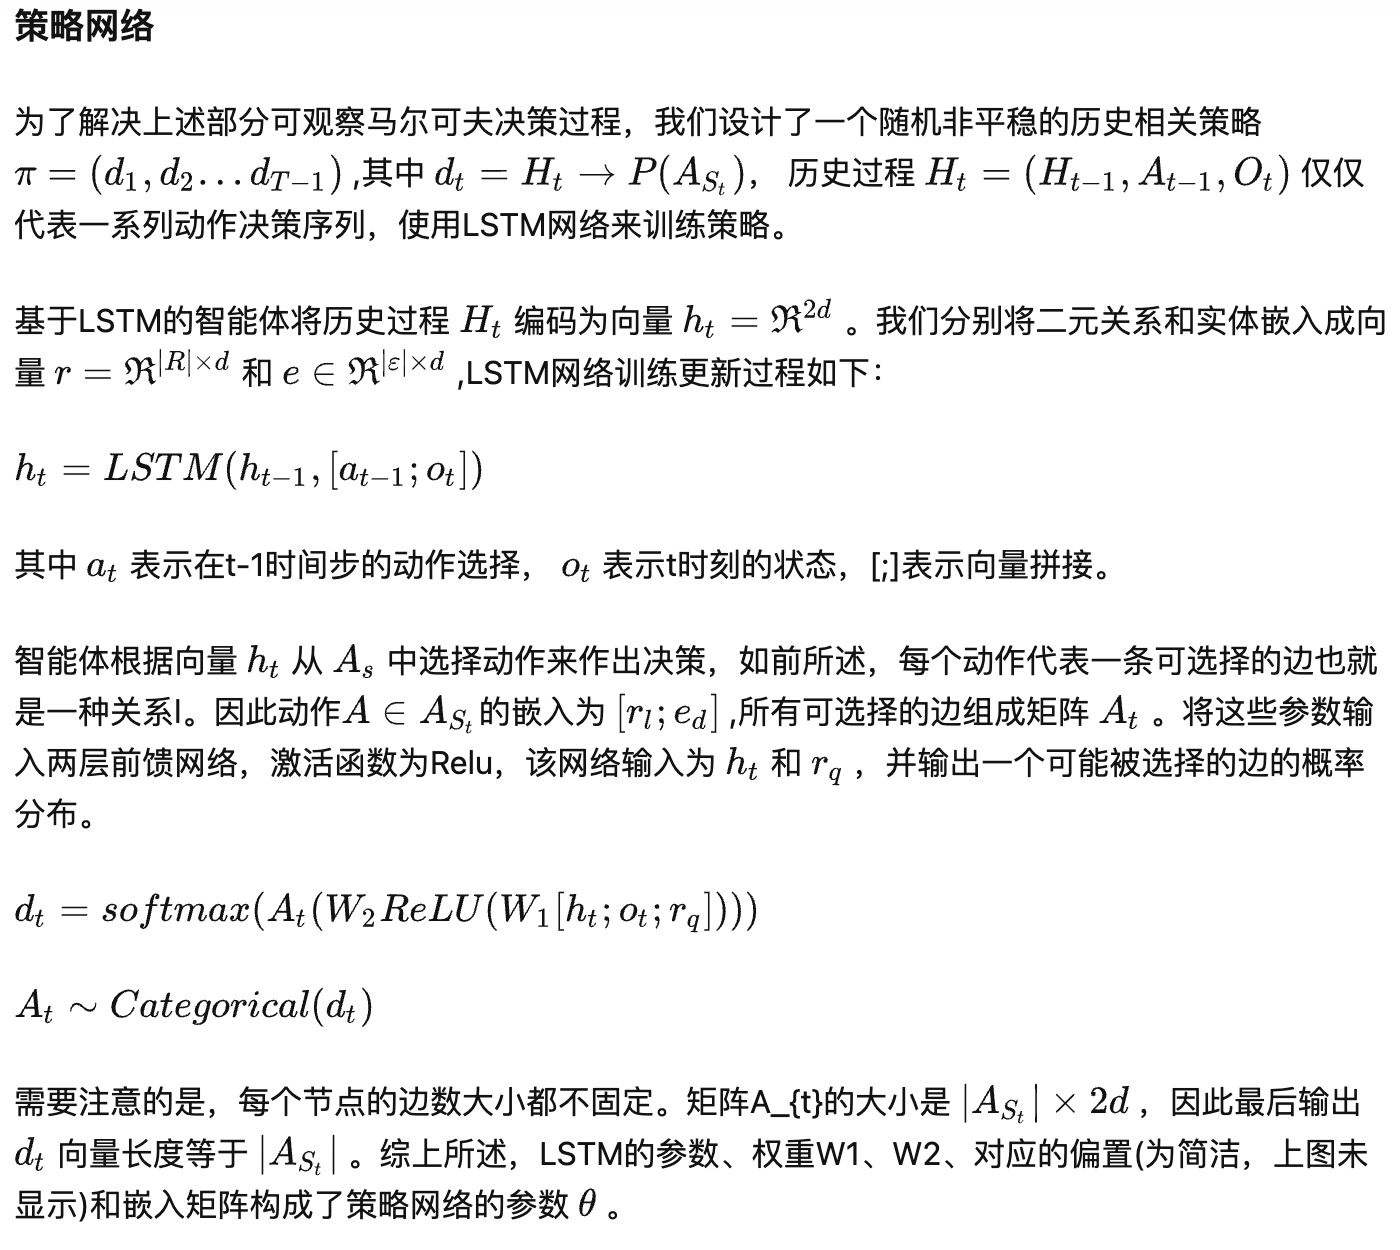 策略网络
为了解决上述部分可观察马尔可夫决策过程，我们设计了一个随机非平稳的历史相关策略
$\pi = (d_1, d_2 \ldots d_{T-1})$ ,其中 $d_t = H_t \rightarrow P(A_{S_t})$， 历史过程 $H_t = (H_{t-1}, A_{t-1}, O_t)$ 仅仅
代表一系列动作决策序列，使用LSTM网络来训练策略。
基于LSTM的智能体将历史过程 $H_t$ 编码为向量 $h_t = \Re^{2d}$ 。我们分别将二元关系和实体嵌入成向
量 $r = \Re^{|R| \times d}$ 和 $e \in \Re^{|\varepsilon| \times d}$ ,LSTM网络训练更新过程如下：
$h_t = LSTM(h_{t-1}, [a_{t-1}; o_t])$
其中 $a_t$ 表示在t-1时间步的动作选择， $o_t$ 表示t时刻的状态，[;]表示向量拼接。
智能体根据向量 $h_t$ 从 $A_s$ 中选择动作来作出决策，如前所述，每个动作代表一条可选择的边也就
是一种关系l。因此动作$A \in A_{S_t}$的嵌入为 $[r_l; e_d]$ ,所有可选择的边组成矩阵 $A_t$ 。将这些参数输
入两层前馈网络，激活函数为Relu，该网络输入为 $h_t$ 和 $r_q$ ，并输出一个可能被选择的边的概率
分布。
$d_t = softmax(A_t(W_2 ReLU(W_1[h_t; o_t; r_q])))$
$A_t \sim Categorical(d_t)$
需要注意的是，每个节点的边数大小都不固定。矩阵A_{t}的大小是 $|A_{S_t}| \times 2d$ ，因此最后输出
$d_t$ 向量长度等于 $|A_{S_t}|$ 。综上所述，LSTM的参数、权重W1、W2、对应的偏置(为简洁，上图未
显示)和嵌入矩阵构成了策略网络的参数 $\theta$ 。